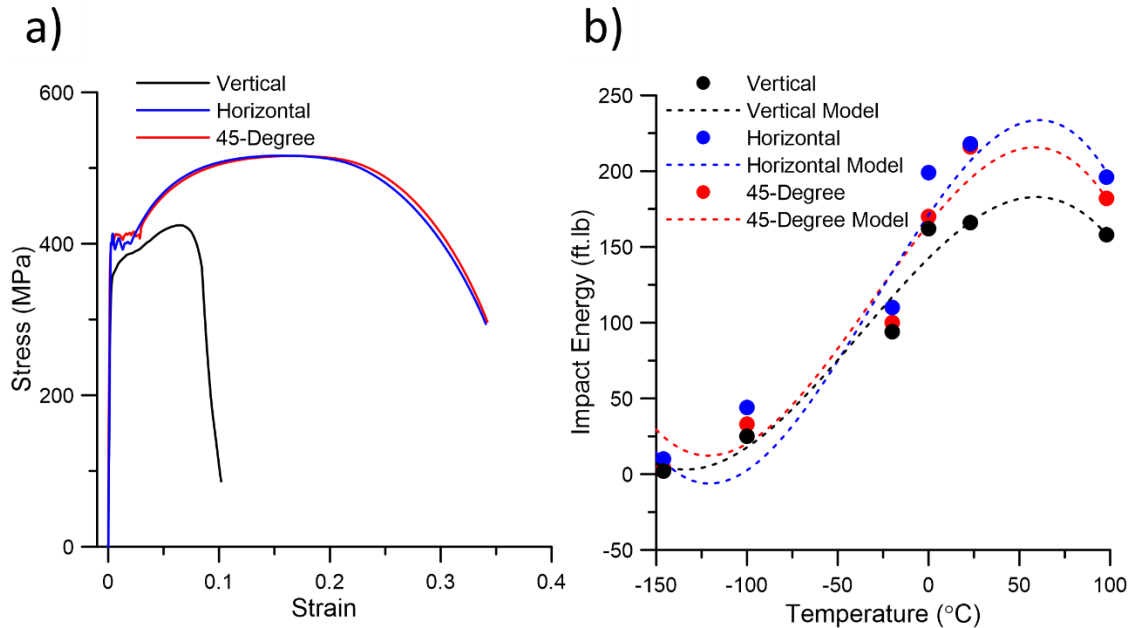 a)
Vertical
Horizontal
45-Degree
600
400
200
0
0
0.1
0.2
0.3
0.4
Stress (MPa)
Strain
b)
Vertical
Vertical Model
Horizontal
Horizontal Model
45-Degree
45-Degree Model
250
200
150
100
50
0
-50
-150
-100
-50
0
50
100
Impact Energy (ft.lb)
Temperature (°C)